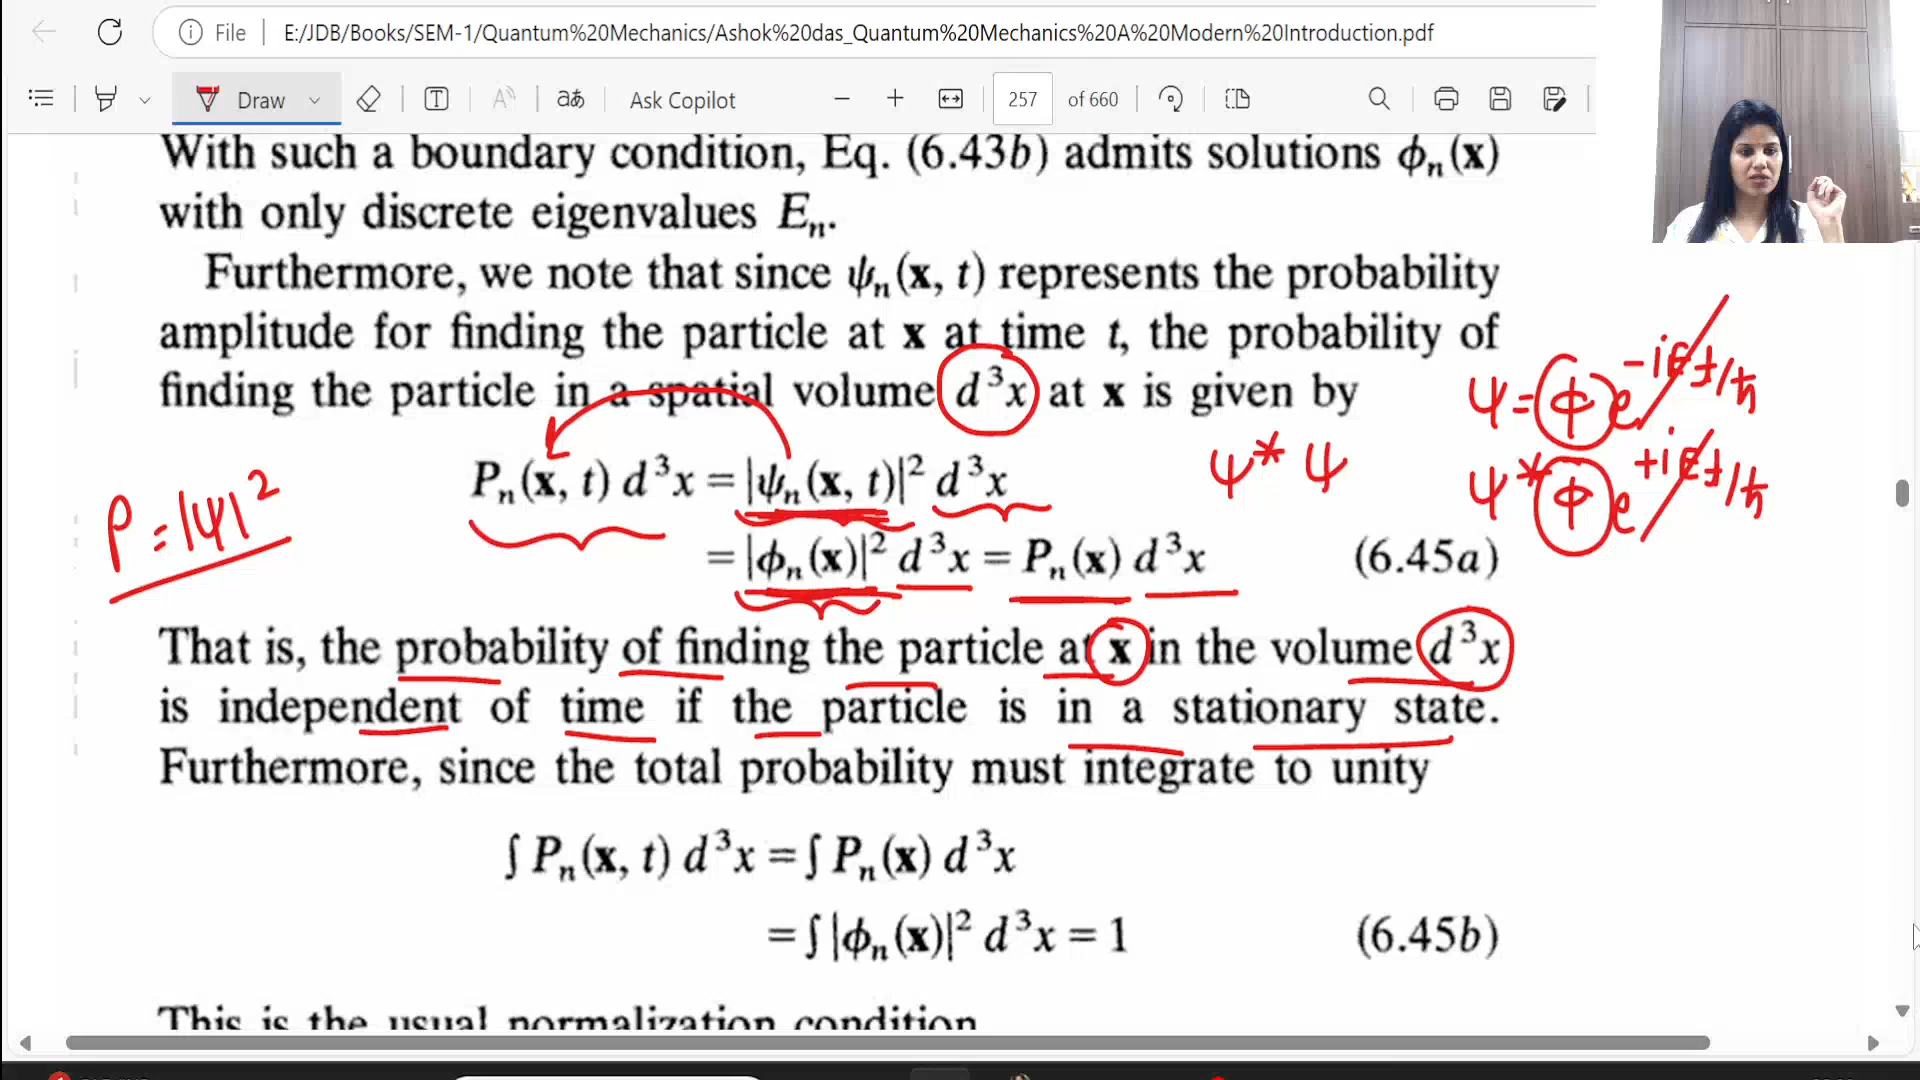 File E:/JDB/Books/SEM-1/Quantum%20Mechanics/Ashok%20das_Quantum%20Mechanics%20A%20Modern%20Introduction.pdf
Draw T A aあ Ask Copilot − + 257 of 660
With such a boundary condition, Eq. (6.43b) admits solutions ϕₙ(x)
with only discrete eigenvalues Eₙ.
Furthermore, we note that since ψₙ(x, t) represents the probability
amplitude for finding the particle at x at time t, the probability of
finding the particle in a spatial volume d³x at x is given by
ψ = ϕ e^{-iEt/ħ}
ψ* ψ
ψ* ϕ e^{+iEt/ħ}
Pₙ(x, t) d³x = |ψₙ(x, t)|² d³x
P = |ψ|²
= |ϕₙ(x)|² d³x = Pₙ(x) d³x (6.45a)
That is, the probability of finding the particle at x in the volume d³x
is independent of time if the particle is in a stationary state.
Furthermore, since the total probability must integrate to unity
∫ Pₙ(x, t) d³x = ∫ Pₙ(x) d³x
= ∫ |ϕₙ(x)|² d³x = 1 (6.45b)
This is the usual normalization condition